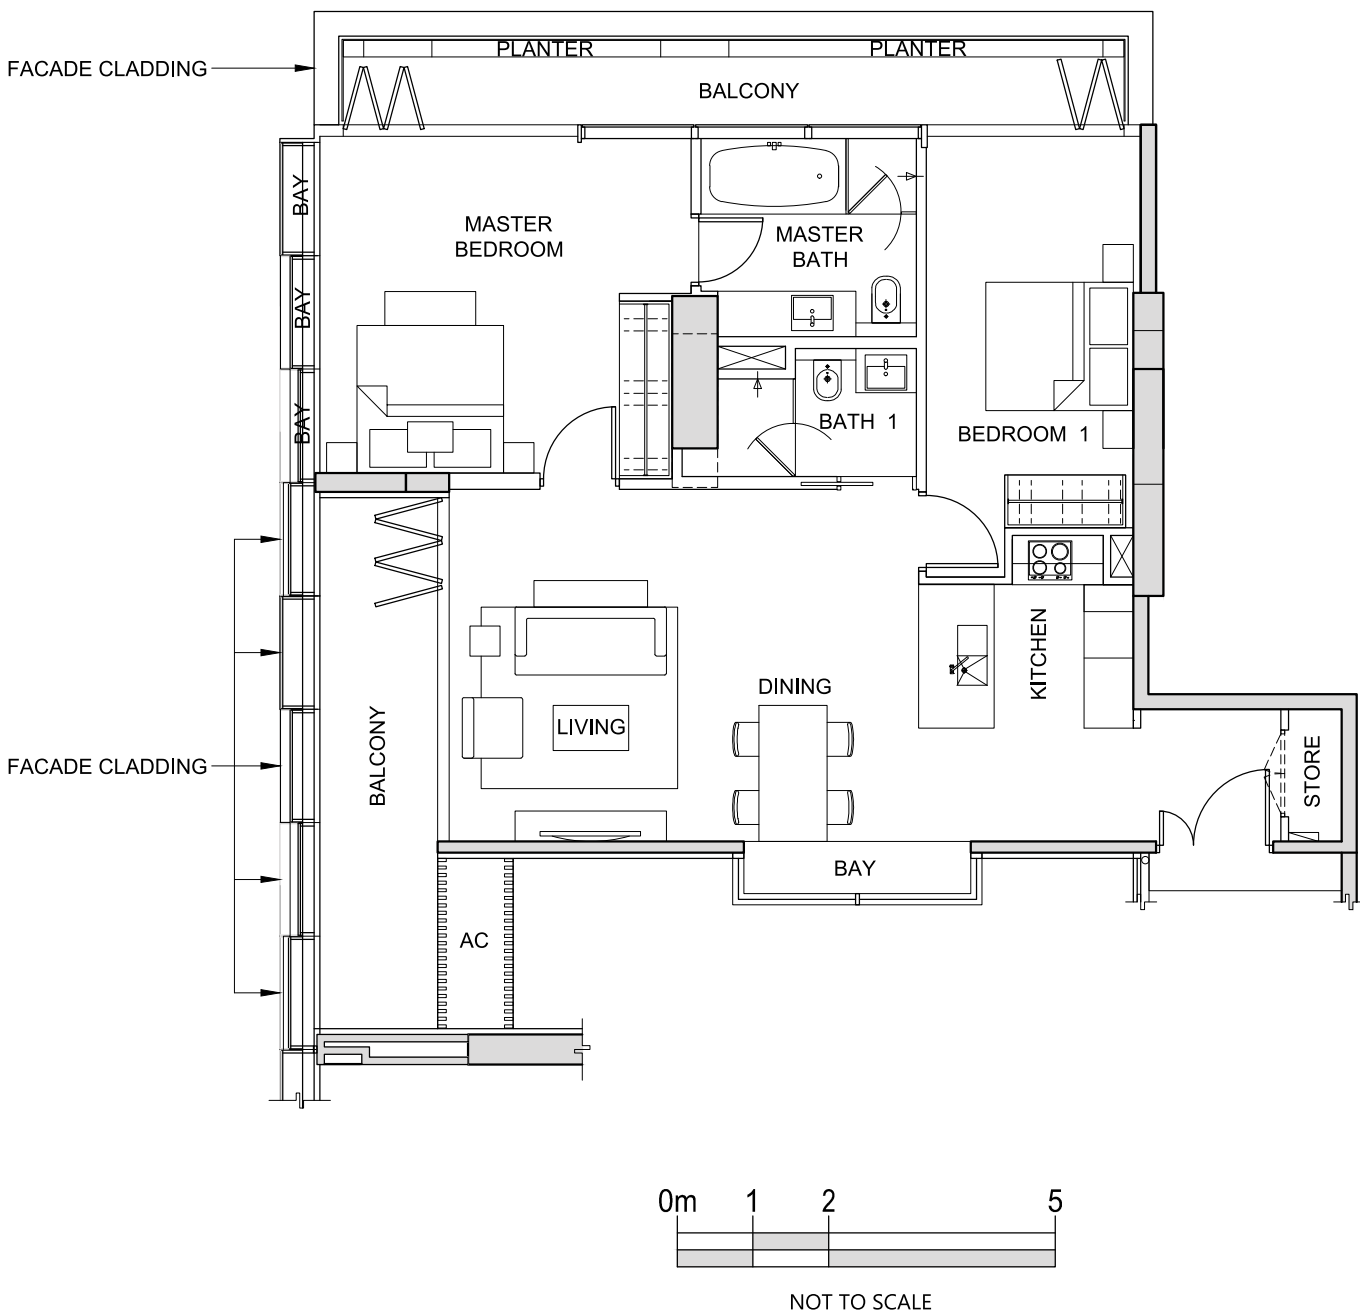 PLANTER
PLANTER
FACADE CLADDING
BALCONY
BAY
MASTER
BEDROOM
MASTER
BATH
BAY
BAY
BATH 1
BEDROOM 1
KITCHEN
DINING
LIVING
BALCONY
FACADE CLADDING
STORE
BAY
AC
0m 1 2 5
NOT TO SCALE